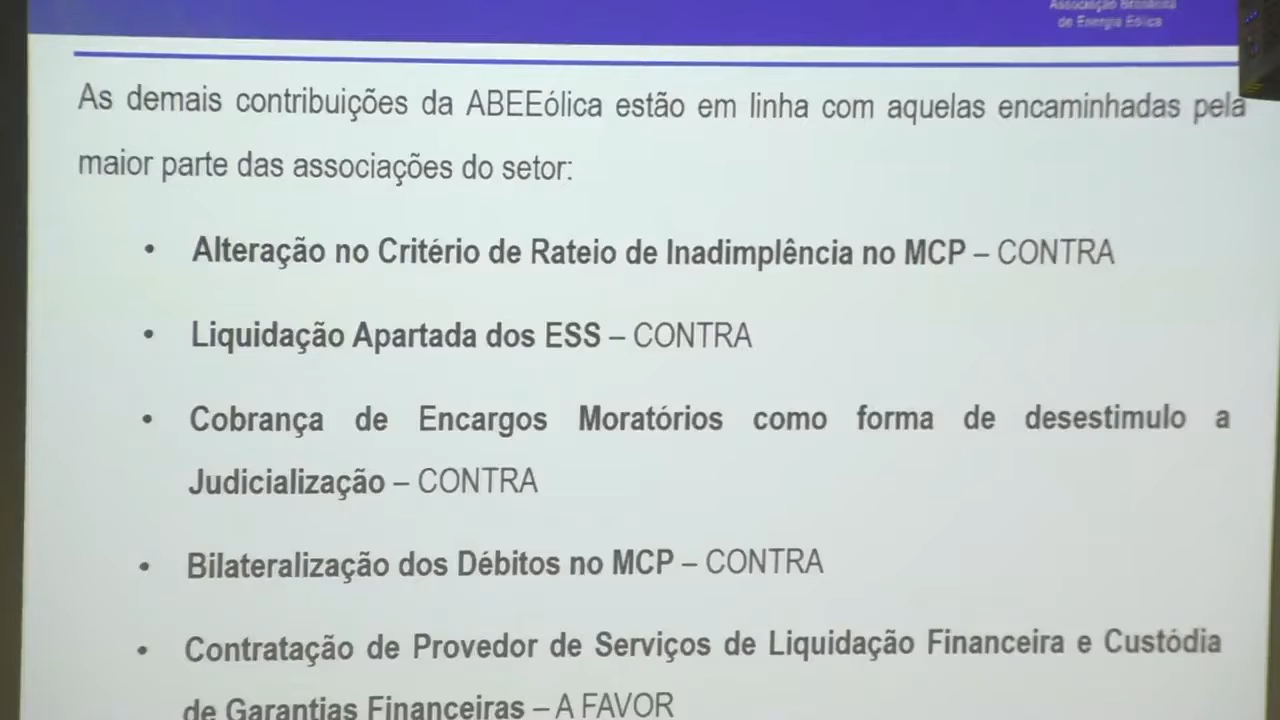 Associação Brasileira
de Energia Eólica
As demais contribuições da ABEEólica estão em linha com aquelas encaminhadas pela
maior parte das associações do setor:
• Alteração no Critério de Rateio de Inadimplência no MCP – CONTRA
• Liquidação Apartada dos ESS – CONTRA
• Cobrança de Encargos Moratórios como forma de desestimulo a
Judicialização – CONTRA
• Bilateralização dos Débitos no MCP – CONTRA
• Contratação de Provedor de Serviços de Liquidação Financeira e Custódia
de Garantias Financeiras – A FAVOR